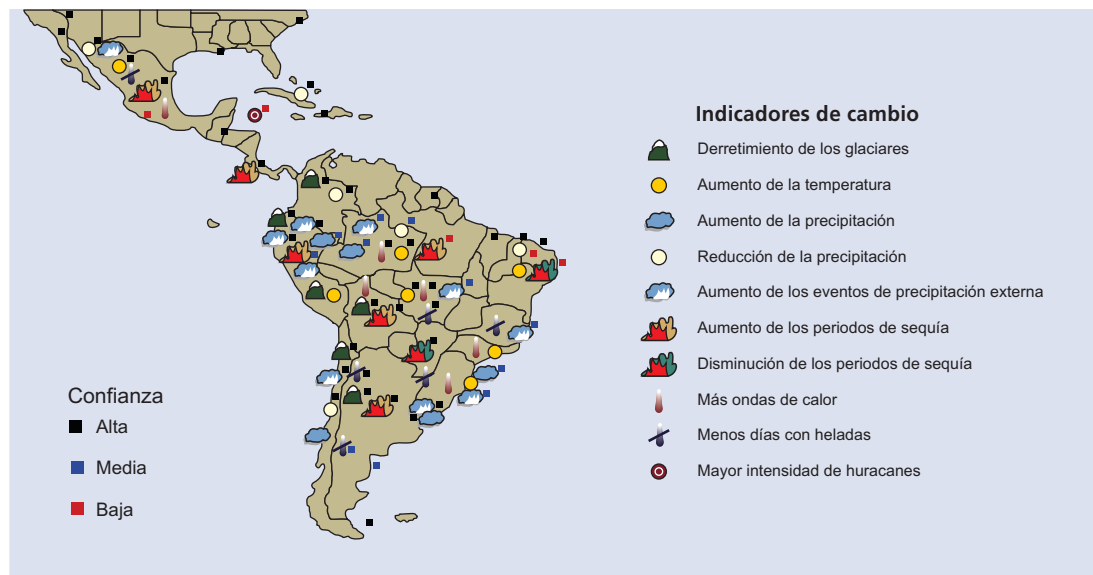 Indicadores de cambio
Derretimiento de los glaciares
Aumento de la temperatura
Aumento de la precipitación
Reducción de la precipitación
Aumento de los eventos de precipitación externa
Aumento de los periodos de sequía
Disminución de los periodos de sequía
Más ondas de calor
Menos días con heladas
Mayor intensidad de huracanes
Confianza
Alta
Media
Baja